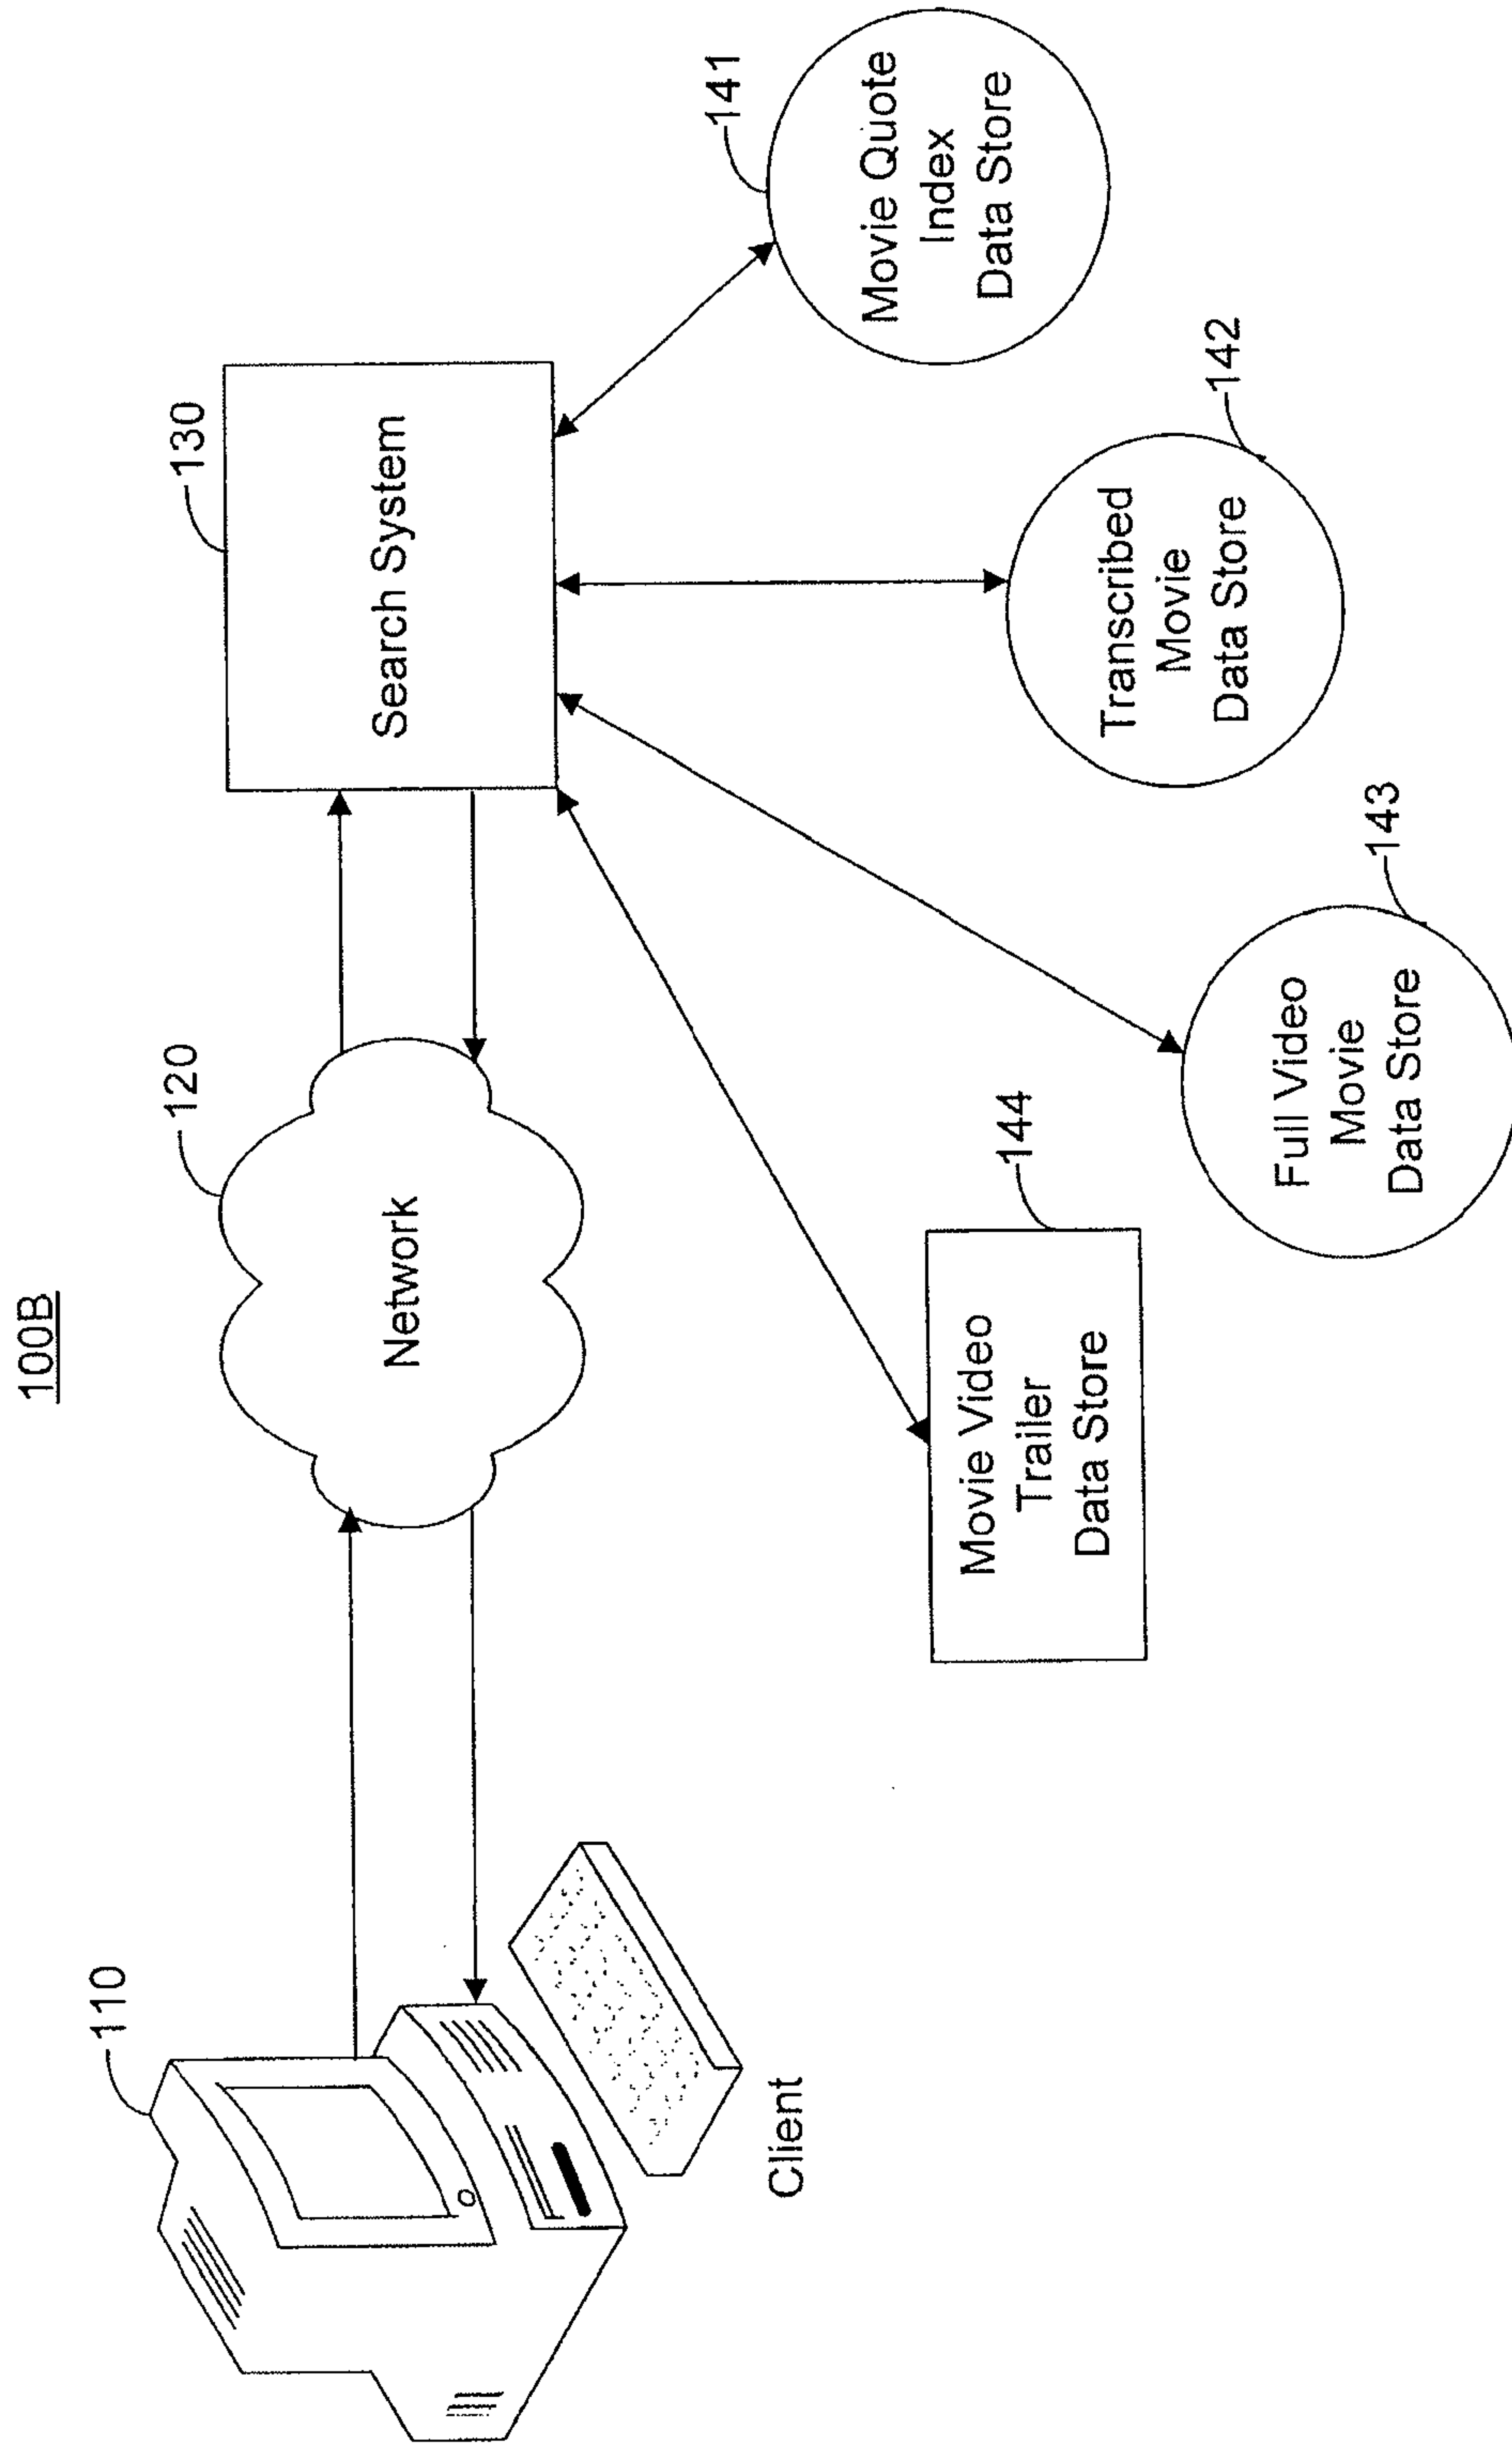 100B
110
Client
120
Network
130
Search System
144
Movie Video
Trailer
Data Store
143
Full Video
Movie
Data Store
142
Transcribed
Movie
Data Store
141
Movie Quote
Index
Data Store